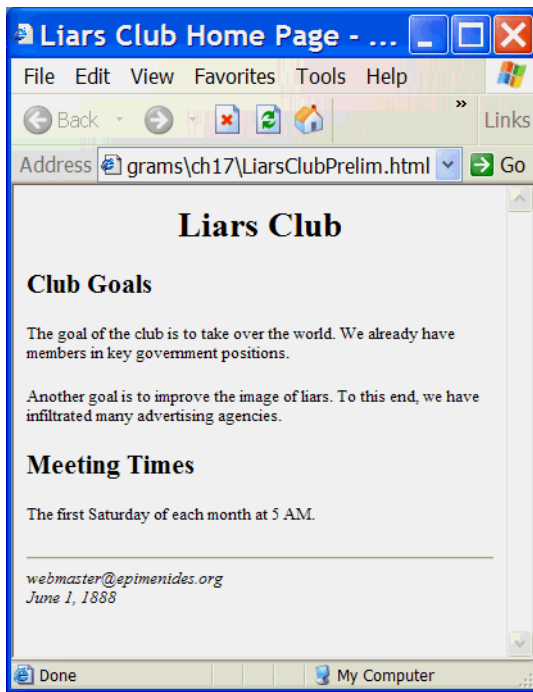 Liars Club Home Page - ...
File Edit View Favorites Tools Help
Back » Links
Address grams\ch17\LiarsClubPrelim.html Go
Liars Club
Club Goals
The goal of the club is to take over the world. We already have
members in key government positions.
Another goal is to improve the image of liars. To this end, we have
infiltrated many advertising agencies.
Meeting Times
The first Saturday of each month at 5 AM.
webmaster@epimenides.org
June 1, 1888
Done My Computer